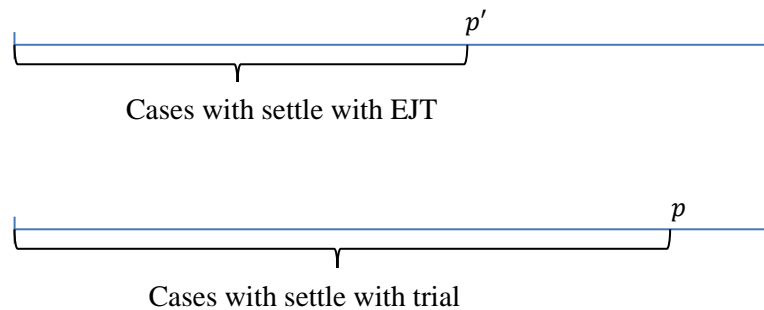 p′
Cases with settle with EJT
p
Cases with settle with trial